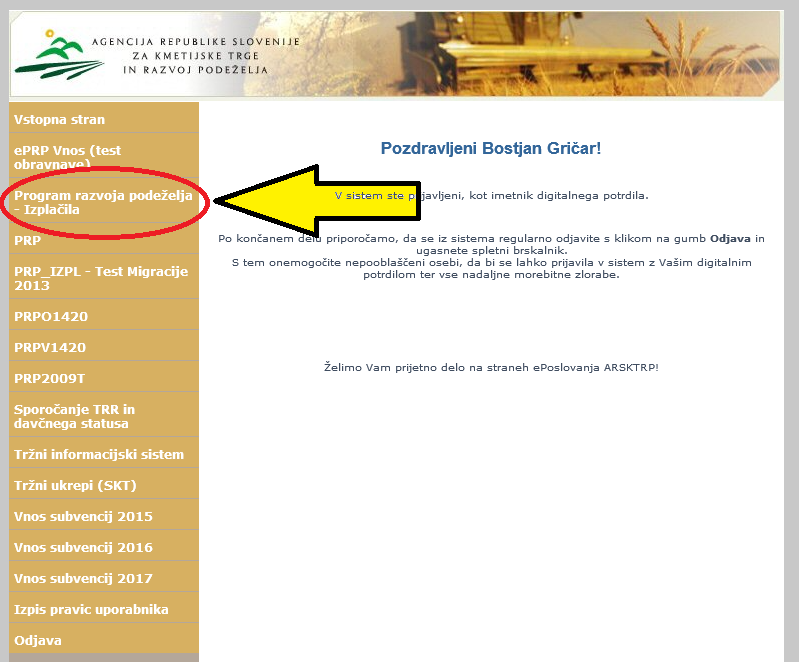 AGENCIJA REPUBLIKE SLOVENIJE
ZA KMETIJSKE TRGE
IN RAZVOJ PODEŽELJA
Vstopna stran
ePRP Vnos (test
obravnave)
Program razvoja podeželja
- Izplačila
PRP
PRP_IZPL - Test Migracije
2013
PRPO1420
PRPV1420
PRP2009T
Sporočanje TRR in
davčnega statusa
Tržni informacijski sistem
Tržni ukrepi (SKT)
Vnos subvencij 2015
Vnos subvencij 2016
Vnos subvencij 2017
Izpis pravic uporabnika
Odjava
Pozdravljeni Bostjan Gričar!
V sistem ste prijavljeni, kot imetnik digitalnega potrdila.
Po končanem delu priporočamo, da se iz sistema regularno odjavite s klikom na gumb Odjava in
ugasnete spletni brskalnik.
S tem onemogočite nepooblaščeni osebi, da bi se lahko prijavila v sistem z Vašim digitalnim
potrdilom ter vse nadaljne morebitne zlorabe.
Želimo Vam prijetno delo na straneh ePoslovanja ARSKTRP!